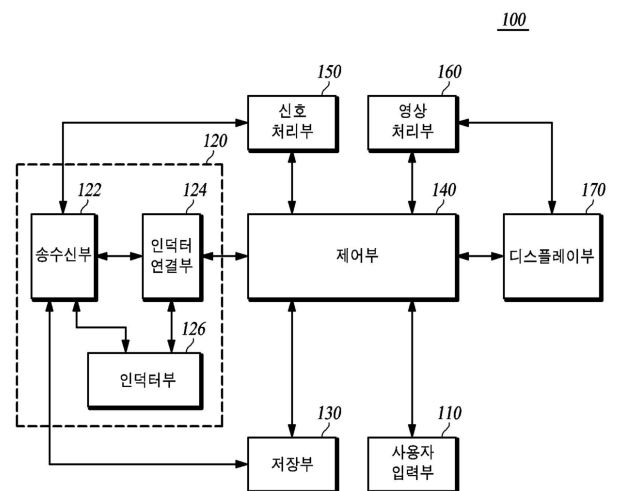 100
150
신호
처리부
160
영상
처리부
120
122
송수신부
124
인덕터
연결부
140
제어부
170
디스플레이부
126
인덕터부
130
저장부
110
사용자
입력부